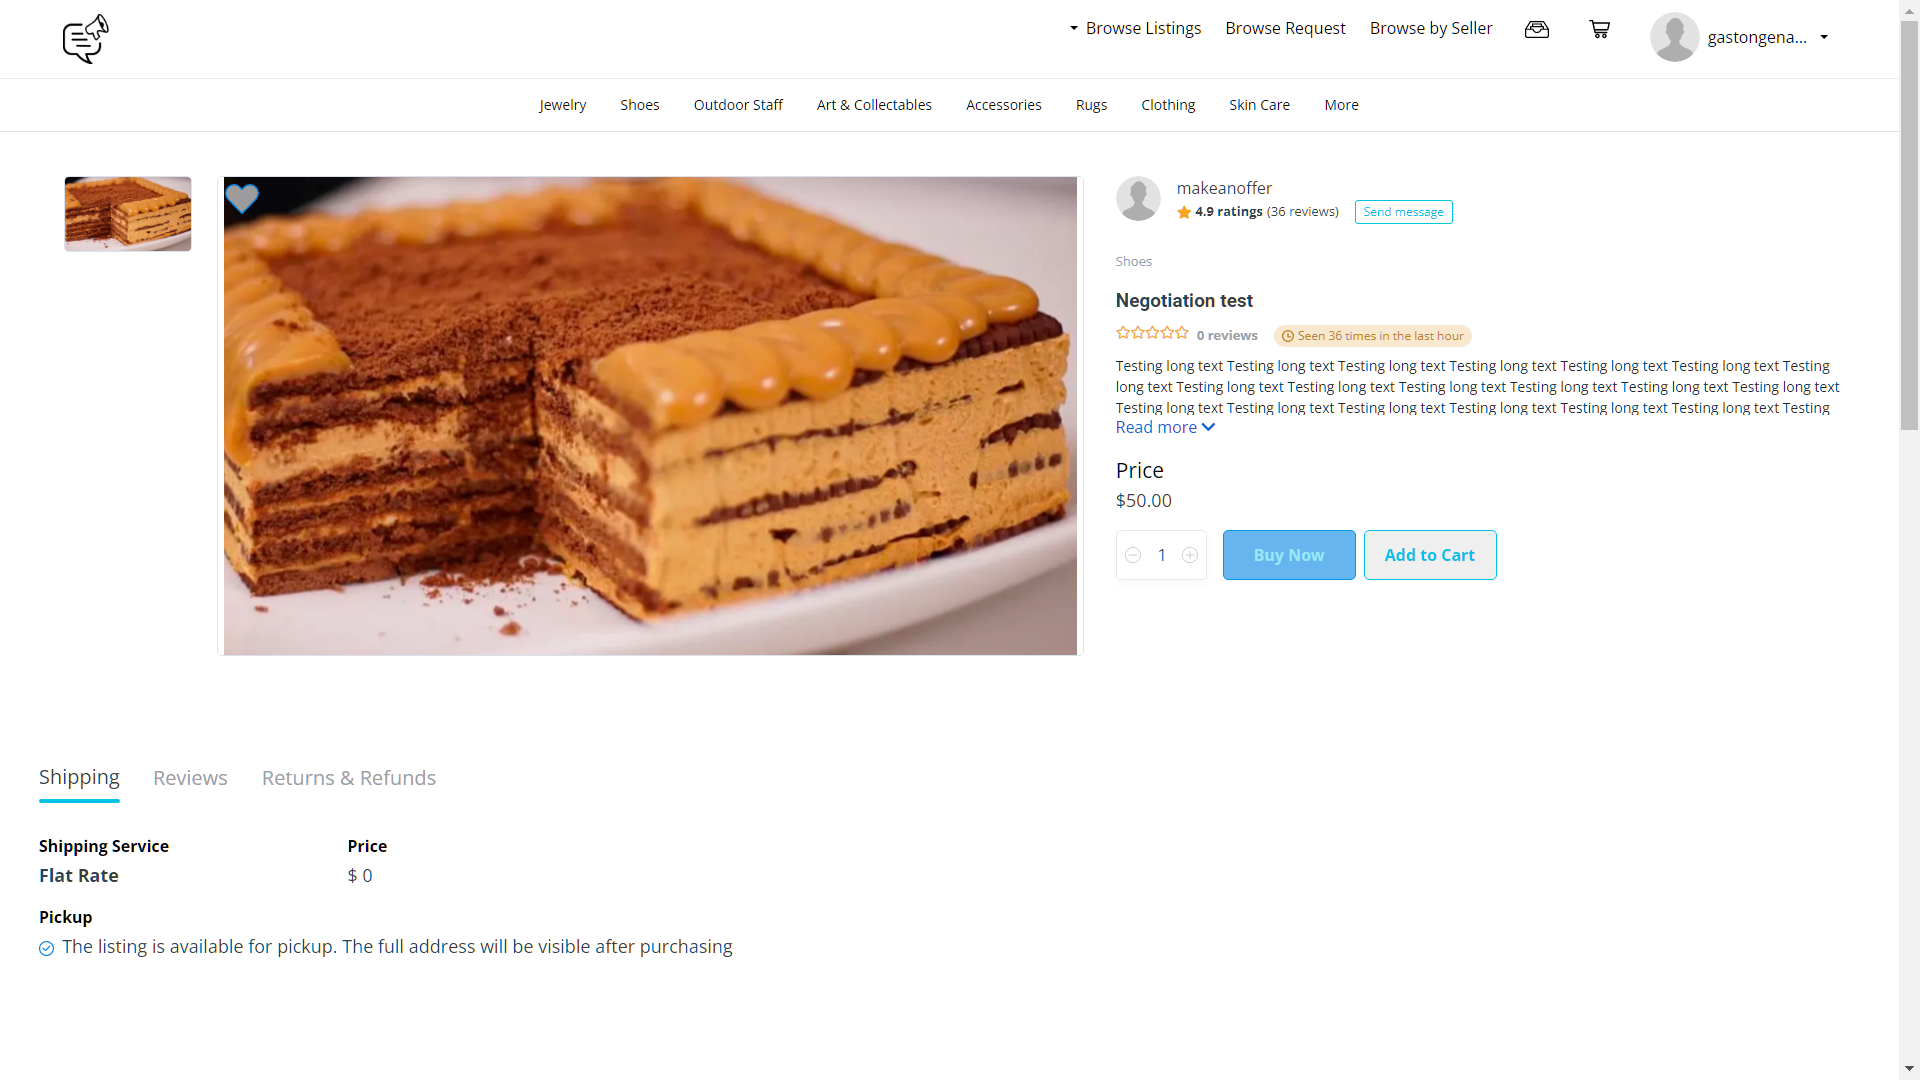 Browse Listings Browse Request Browse by Seller gastongena...
Jewelry Shoes Outdoor Staff Art & Collectables Accessories Rugs Clothing Skin Care More
makeanoffer
4.9 ratings (36 reviews) Send message
Shoes
Negotiation test
0 reviews Seen 36 times in the last hour
Testing long text Testing long text Testing long text Testing long text Testing long text Testing long text Testing
long text Testing long text Testing long text Testing long text Testing long text Testing long text Testing long text
Testing long text Testing long text Testing long text Testing long text Testing long text Testing long text Testing
Read more
Price
$50.00
1 Buy Now Add to Cart
Shipping Reviews Returns & Refunds
Shipping Service Price
Flat Rate $ 0
Pickup
The listing is available for pickup. The full address will be visible after purchasing